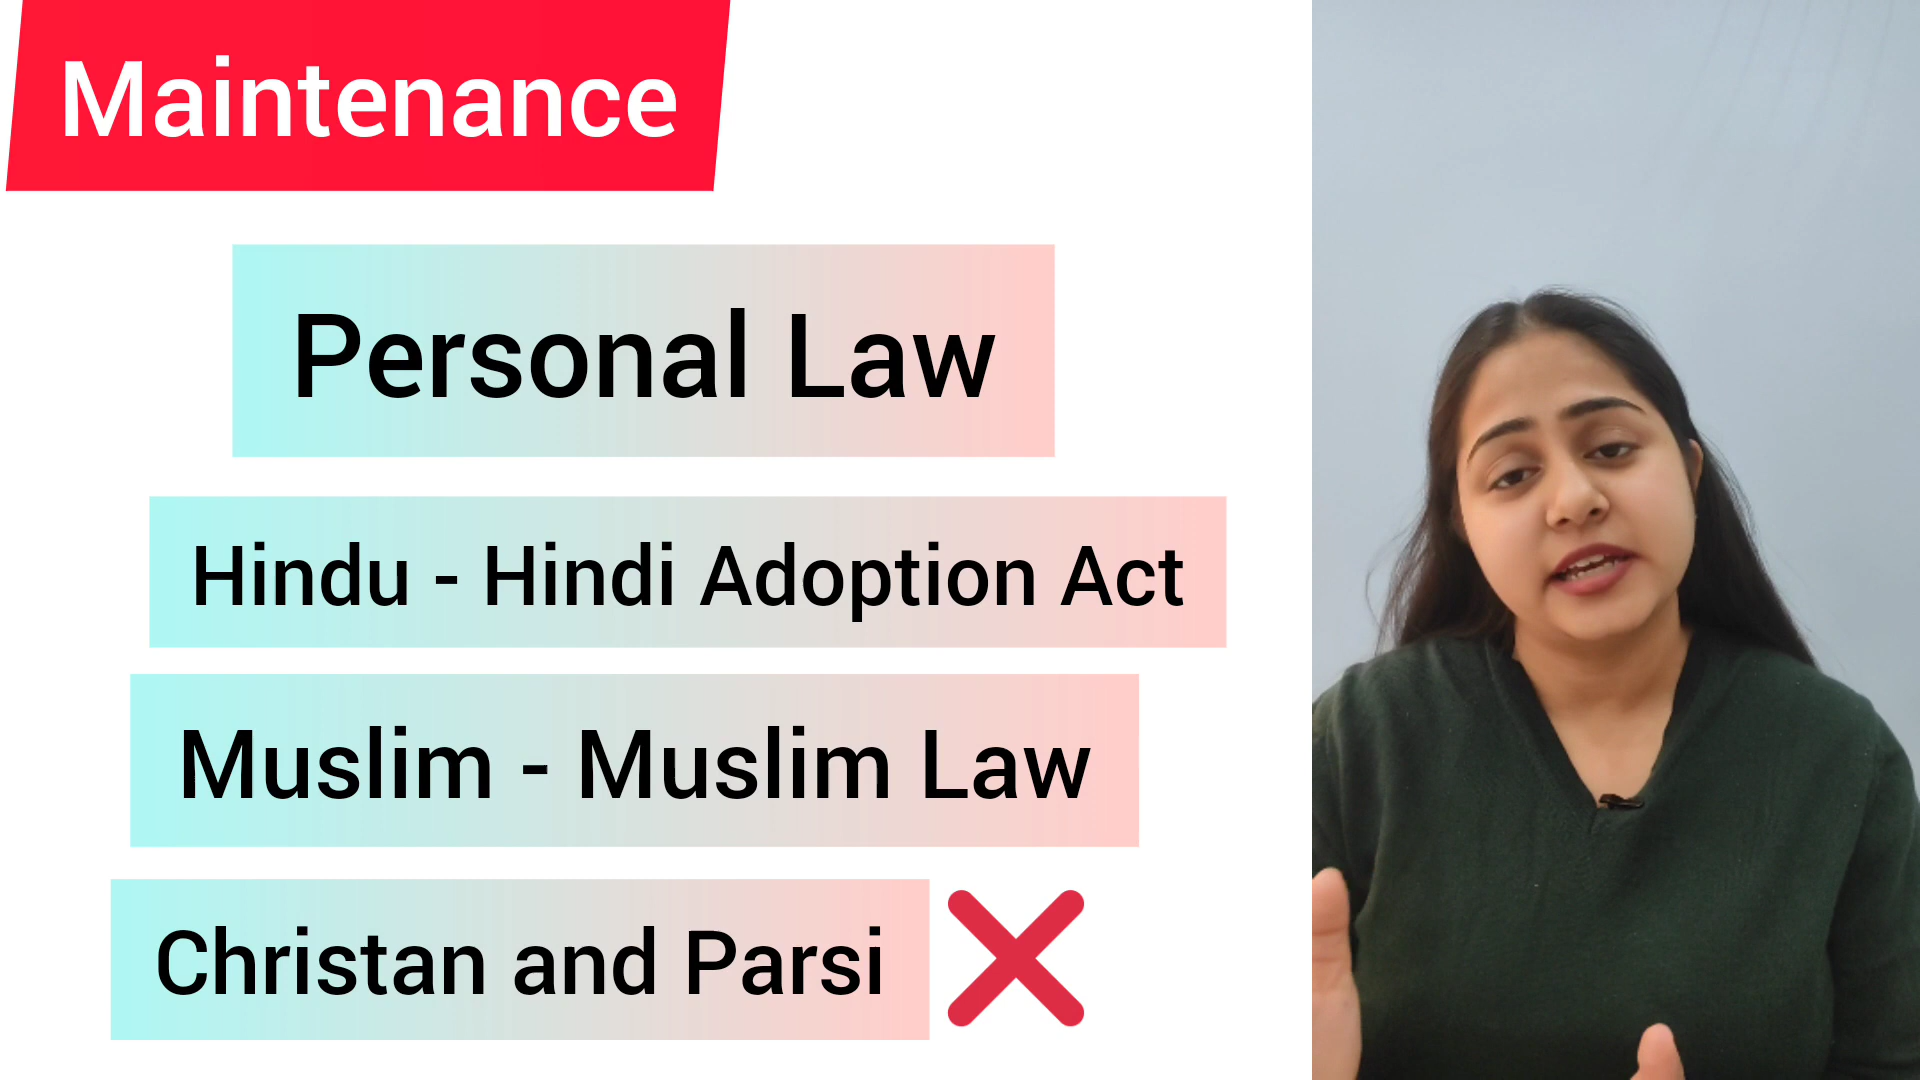 Maintenance
Personal Law
Hindu - Hindi Adoption Act
Muslim - Muslim Law
Christan and Parsi